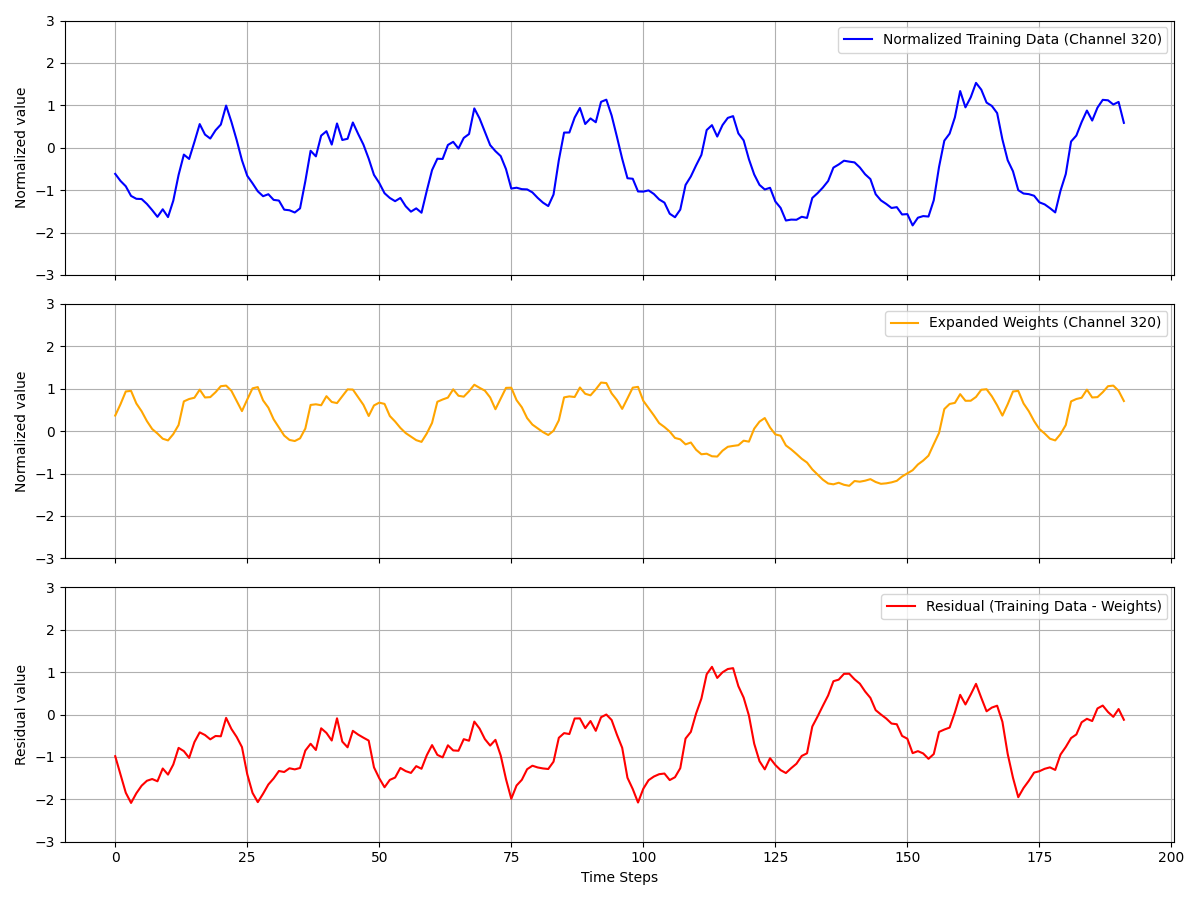 Normalized value
3
2
1
0
−1
−2
−3
Normalized Training Data (Channel 320)
Normalized value
3
2
1
0
−1
−2
−3
Expanded Weights (Channel 320)
Residual value
3
2
1
0
−1
−2
−3
Residual (Training Data - Weights)
0 25 50 75 100 125 150 175 200
Time Steps